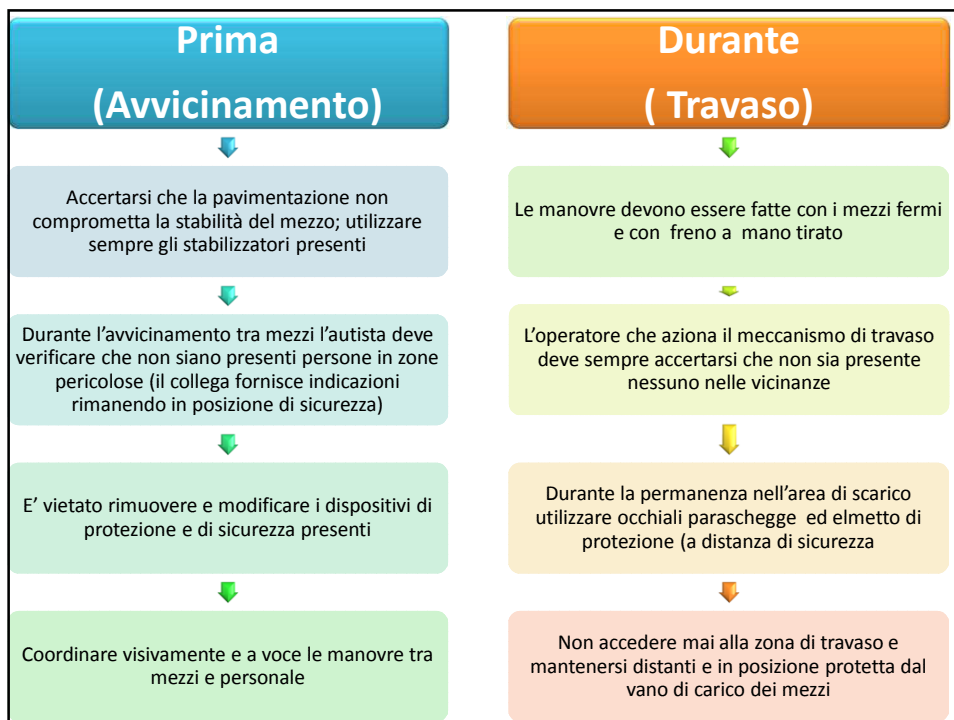 Prima
(Avvicinamento)
Accertarsi che la pavimentazione non
comprometta la stabilità del mezzo; utilizzare
sempre gli stabilizzatori presenti
Durante l’avvicinamento tra mezzi l’autista deve
verificare che non siano presenti persone in zone
pericolose (il collega fornisce indicazioni
rimanendo in posizione di sicurezza)
E’ vietato rimuovere e modificare i dispositivi di
protezione e di sicurezza presenti
Coordinare visivamente e a voce le manovre tra
mezzi e personale
Durante
( Travaso)
Le manovre devono essere fatte con i mezzi fermi
e con freno a mano tirato
L’operatore che aziona il meccanismo di travaso
deve sempre accertarsi che non sia presente
nessuno nelle vicinanze
Durante la permanenza nell’area di scarico
utilizzare occhiali paraschegge ed elmetto di
protezione (a distanza di sicurezza
Non accedere mai alla zona di travaso e
mantenersi distanti e in posizione protetta dal
vano di carico dei mezzi